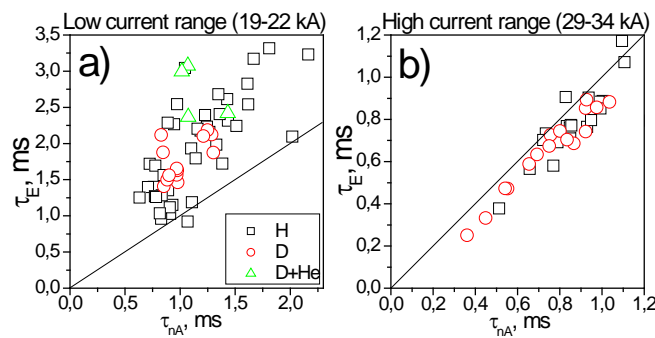 Low current range (19-22 kA)
High current range (29-34 kA)
a)
b)
τE, ms
3,5
3,0
2,5
2,0
1,5
1,0
0,5
0,0
0,0 0,5 1,0 1,5 2,0
τnA, ms
H
D
D+He
τE, ms
1,2
1,0
0,8
0,6
0,4
0,2
0,0
0,0 0,2 0,4 0,6 0,8 1,0 1,2
τnA, ms